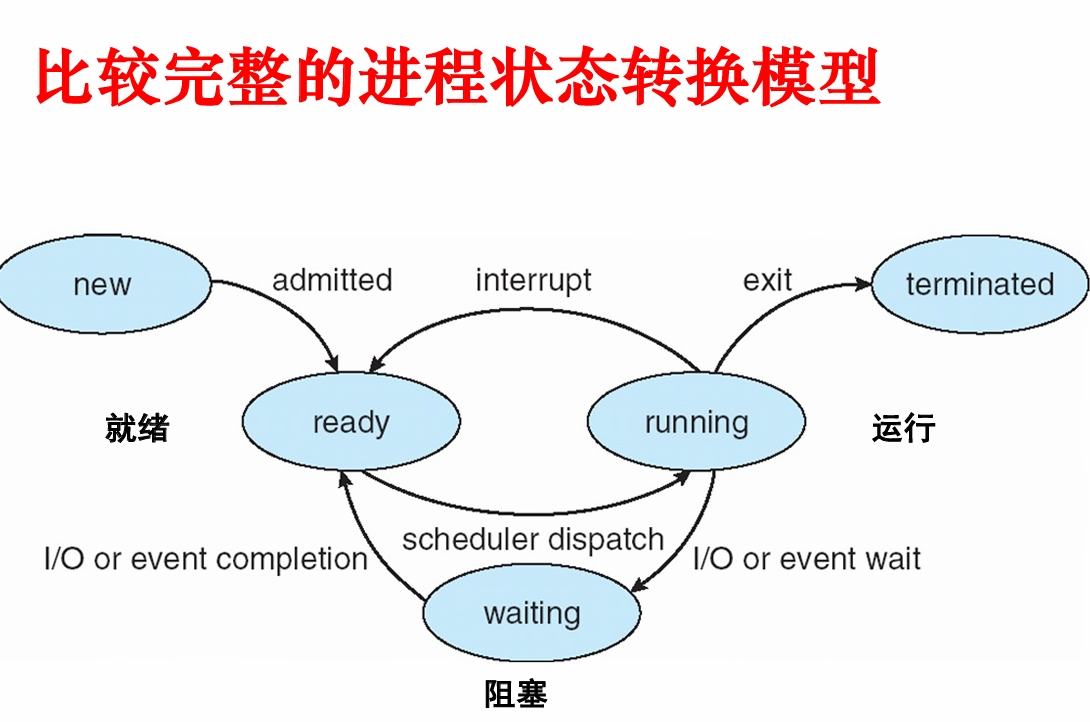 比较完整的进程状态转换模型
new
admitted
interrupt
exit
terminated
就绪
ready
running
运行
I/O or event completion
scheduler dispatch
I/O or event wait
waiting
阻塞